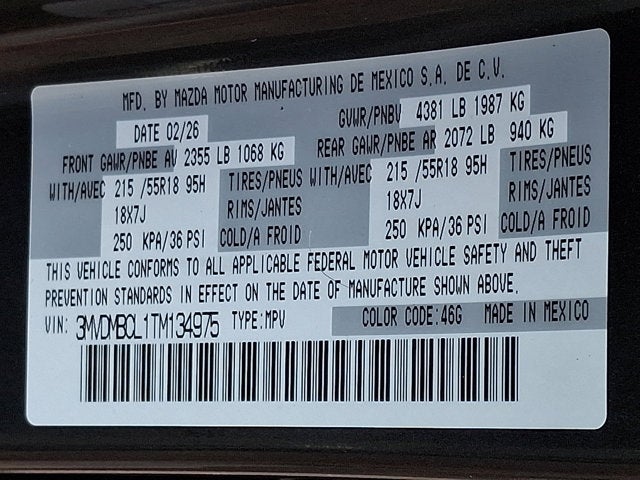 MFD. BY MAZDA MOTOR MANUFACTURING DE MEXICO S.A. DE C.V.
DATE 02/26 GVWR/PNBV 4381 LB 1987 KG
FRONT GAWR/PNBE AV 2355 LB 1068 KG REAR GAWR/PNBE AR 2072 LB 940 KG
WITH/AVEC 215 /55R18 95H TIRES/PNEUS WITH/AVEC 215 /55R18 95H TIRES/PNEUS
18X7J RIMS/JANTES 18X7J RIMS/JANTES
250 KPA/36 PSI COLD/A FROID 250 KPA/36 PSI COLD/A FROID
THIS VEHICLE CONFORMS TO ALL APPLICABLE FEDERAL MOTOR VEHICLE SAFETY AND THEFT
PREVENTION STANDARDS IN EFFECT ON THE DATE OF MANUFACTURE SHOWN ABOVE.
VIN: 3MVDMBCL1TM134975 TYPE:MPV COLOR CODE:46G MADE IN MEXICO